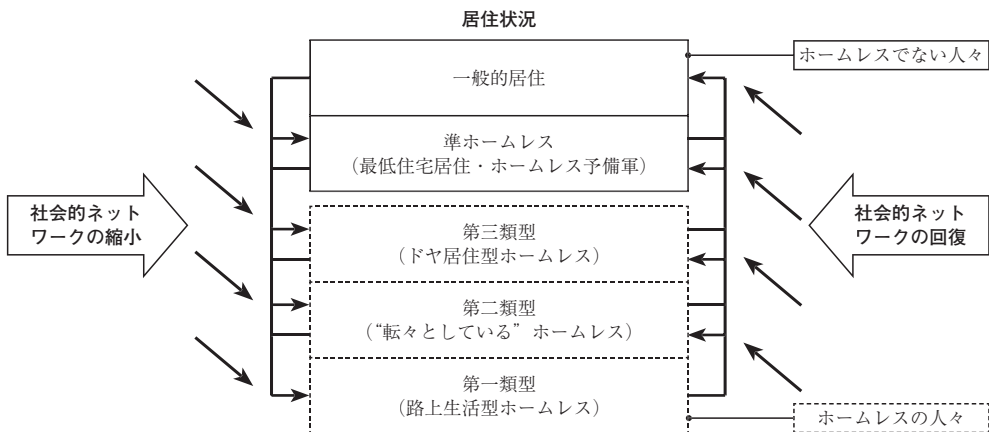 居住状況
ホームレスでない人々
一般的居住
準ホームレス
（最低住宅居住・ホームレス予備軍）
社会的ネット
ワークの縮小
第三類型
（ドヤ居住型ホームレス）
社会的ネット
ワークの回復
第二類型
（“転々としている”ホームレス）
第一類型
（路上生活型ホームレス）
ホームレスの人々